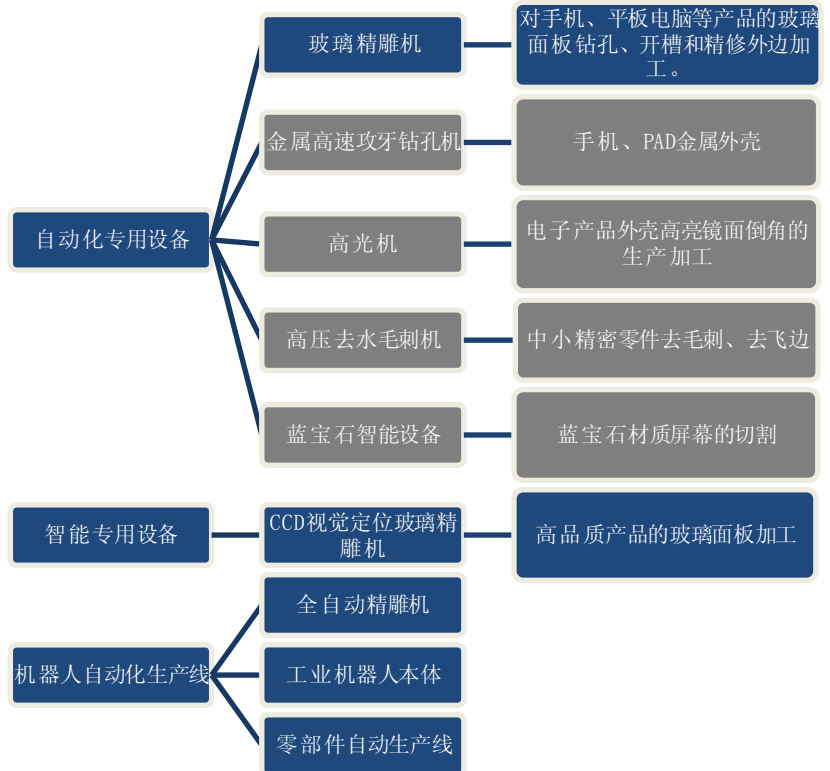 自动化专用设备
玻璃精雕机
对手机、平板电脑等产品的玻璃
面板钻孔、开槽和精修外边加
工。
金属高速攻牙钻孔机
手机、PAD金属外壳
高光机
电子产品外壳高亮镜面倒角的
生产加工
高压去水毛刺机
中小精密零件去毛刺、去飞边
蓝宝石智能设备
蓝宝石材质屏幕的切割
智能专用设备
CCD视觉定位玻璃精
雕机
高品质产品的玻璃面板加工
机器人自动化生产线
全自动精雕机
工业机器人本体
零部件自动生产线